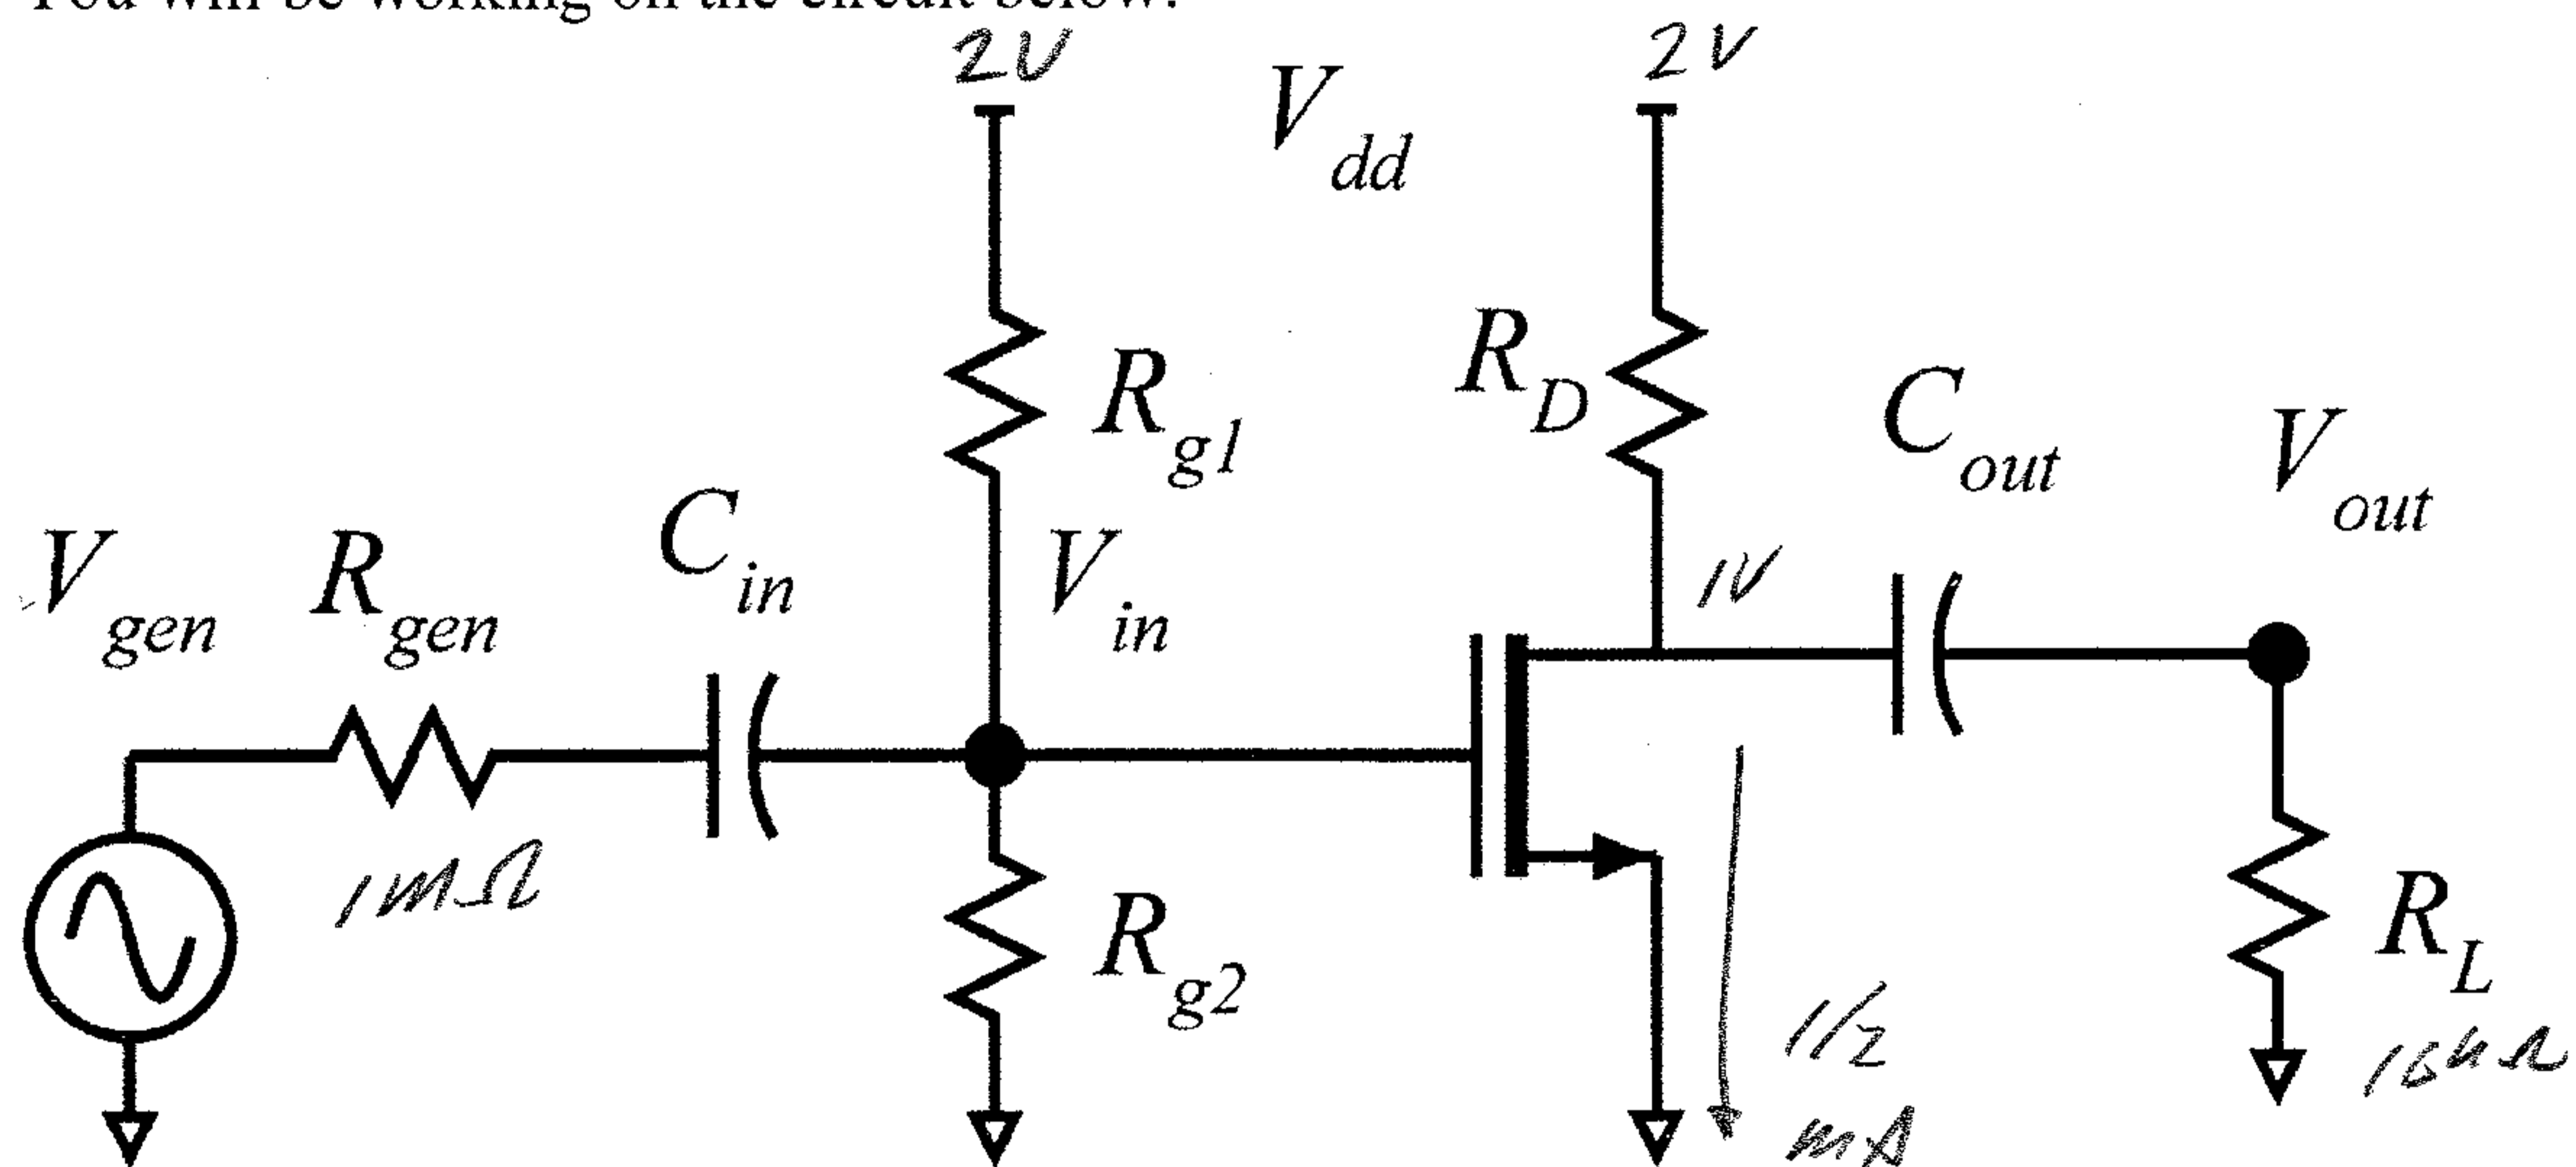 You will be working on the circuit below.
2V
V_dd
2V
R_g1
R_D
C_out
V_out
V_gen
R_gen
C_in
V_in
1V
1MΩ
R_g2
R_L
1/2
mA